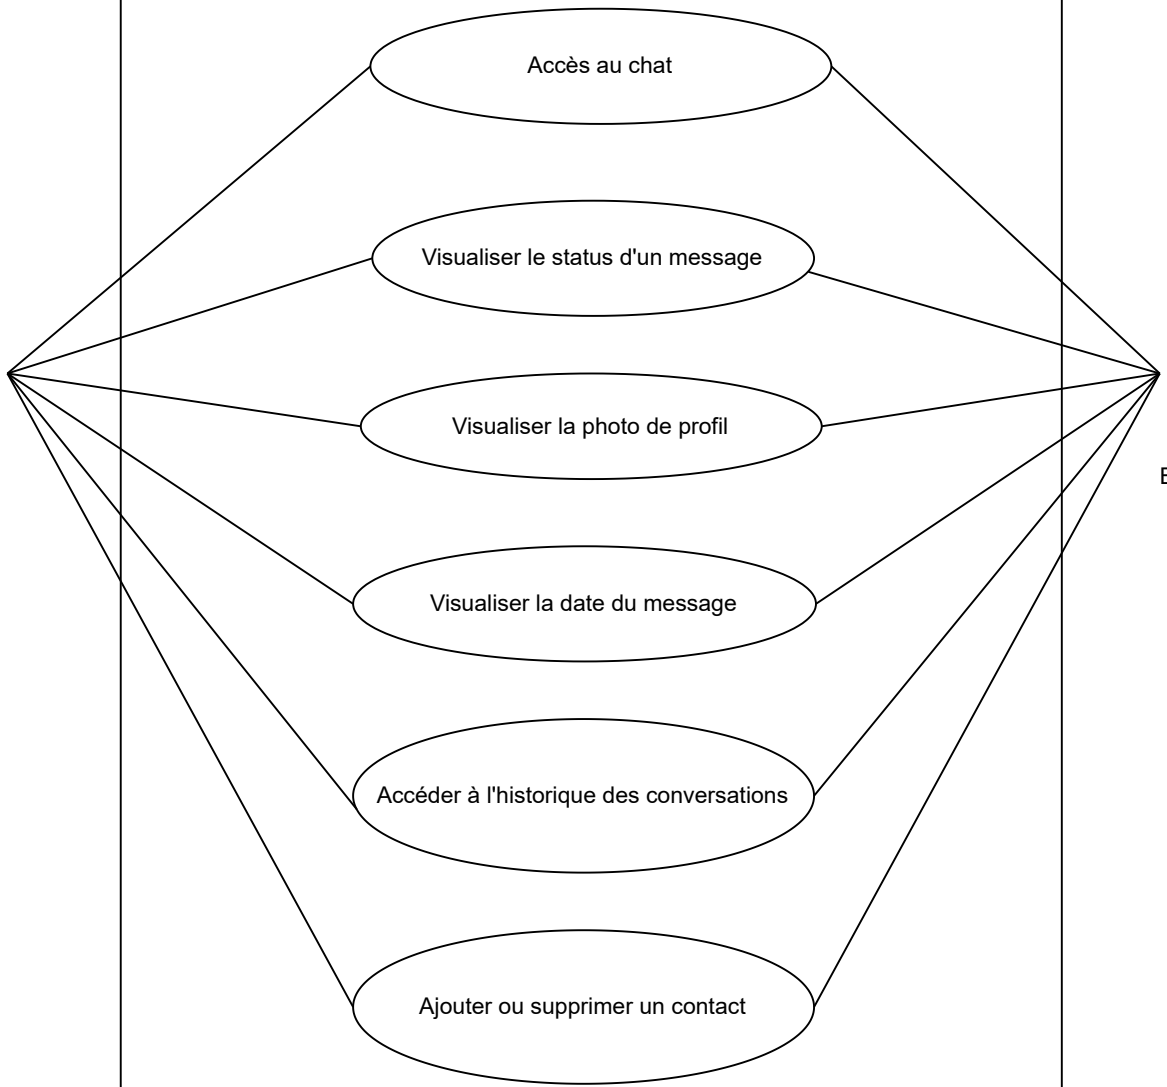 Accès au chat
Visualiser le status d'un message
Visualiser la photo de profil
Visualiser la date du message
Accéder à l'historique des conversations
Ajouter ou supprimer un contact